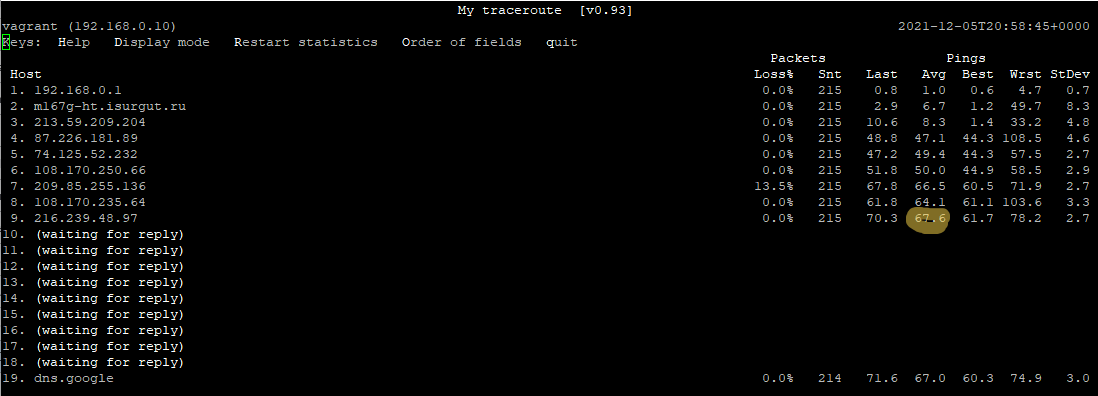 My traceroute  [v0.93]
vagrant (192.168.0.10)                    2021-12-05T20:58:45+0000
Keys:  Help   Display mode   Restart statistics   Order of fields   quit
Packets               Pings
Host                    Loss%   Snt   Last   Avg  Best  Wrst StDev
1. 192.168.0.1          0.0%   215    0.8   1.0   0.6   4.7   0.7
2. m167g-ht.isurgut.ru  0.0%   215    2.9   6.7   1.2  49.7   8.3
3. 213.59.209.204       0.0%   215   10.6   8.3   1.4  33.2   4.8
4. 87.226.181.89        0.0%   215   48.8  47.1  44.3 108.5   4.6
5. 74.125.52.232        0.0%   215   47.2  49.4  44.3  57.5   2.7
6. 108.170.250.66       0.0%   215   51.8  50.0  44.9  58.5   2.9
7. 209.85.255.136      13.5%   215   67.8  66.5  60.5  71.9   2.7
8. 108.170.235.64       0.0%   215   61.8  64.1  61.1 103.6   3.3
9. 216.239.48.97        0.0%   215   70.3  67.6  61.7  78.2   2.7
10. (waiting for reply)
11. (waiting for reply)
12. (waiting for reply)
13. (waiting for reply)
14. (waiting for reply)
15. (waiting for reply)
16. (waiting for reply)
17. (waiting for reply)
18. (waiting for reply)
19. dns.google          0.0%   214   71.6  67.0  60.3  74.9   3.0